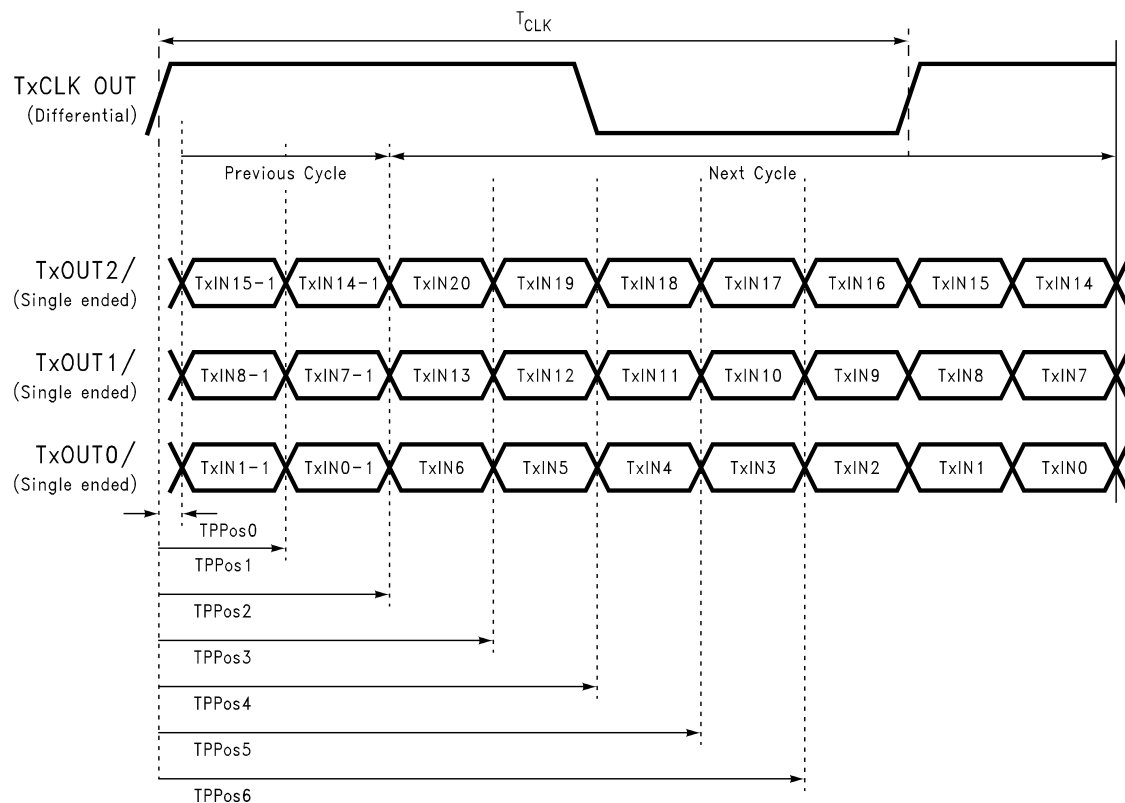 TCLK
TxCLK OUT
(Differential)
Previous Cycle
Next Cycle
TxOUT2/
(Single ended)
TxIN15-1 TxIN14-1 TxIN20 TxIN19 TxIN18 TxIN17 TxIN16 TxIN15 TxIN14
TxOUT1/
(Single ended)
TxIN8-1 TxIN7-1 TxIN13 TxIN12 TxIN11 TxIN10 TxIN9 TxIN8 TxIN7
TxOUT0/
(Single ended)
TxIN1-1 TxIN0-1 TxIN6 TxIN5 TxIN4 TxIN3 TxIN2 TxIN1 TxIN0
TPPos0
TPPos1
TPPos2
TPPos3
TPPos4
TPPos5
TPPos6